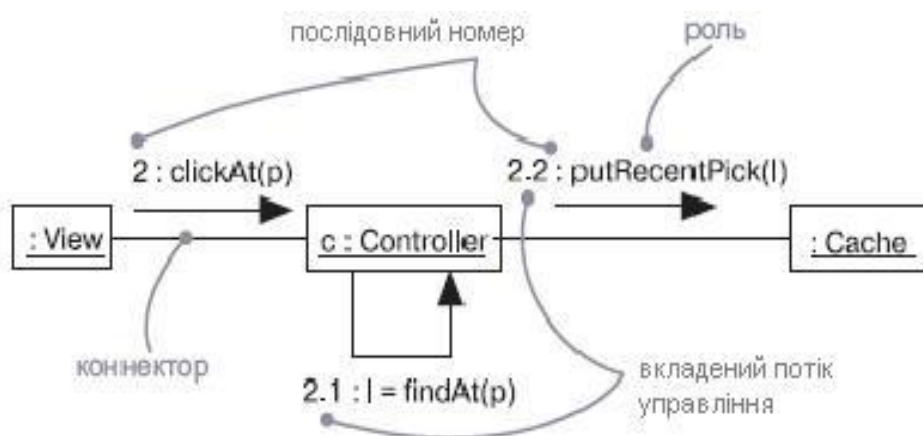 послідовний номер
роль
2 : clickAt(p)
2.2 : putRecentPick(l)
: View
c : Controller
: Cache
коннектор
2.1 : l = findAt(p)
вкладений потік
управління